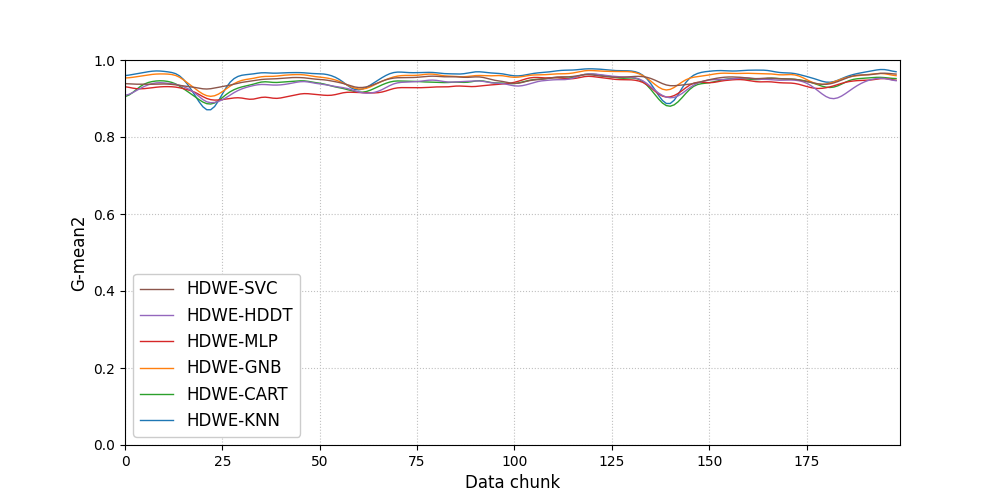 1.0
0.8
0.6
0.4
0.2
0.0
G-mean2
HDWE-SVC
HDWE-HDDT
HDWE-MLP
HDWE-GNB
HDWE-CART
HDWE-KNN
0 25 50 75 100 125 150 175
Data chunk